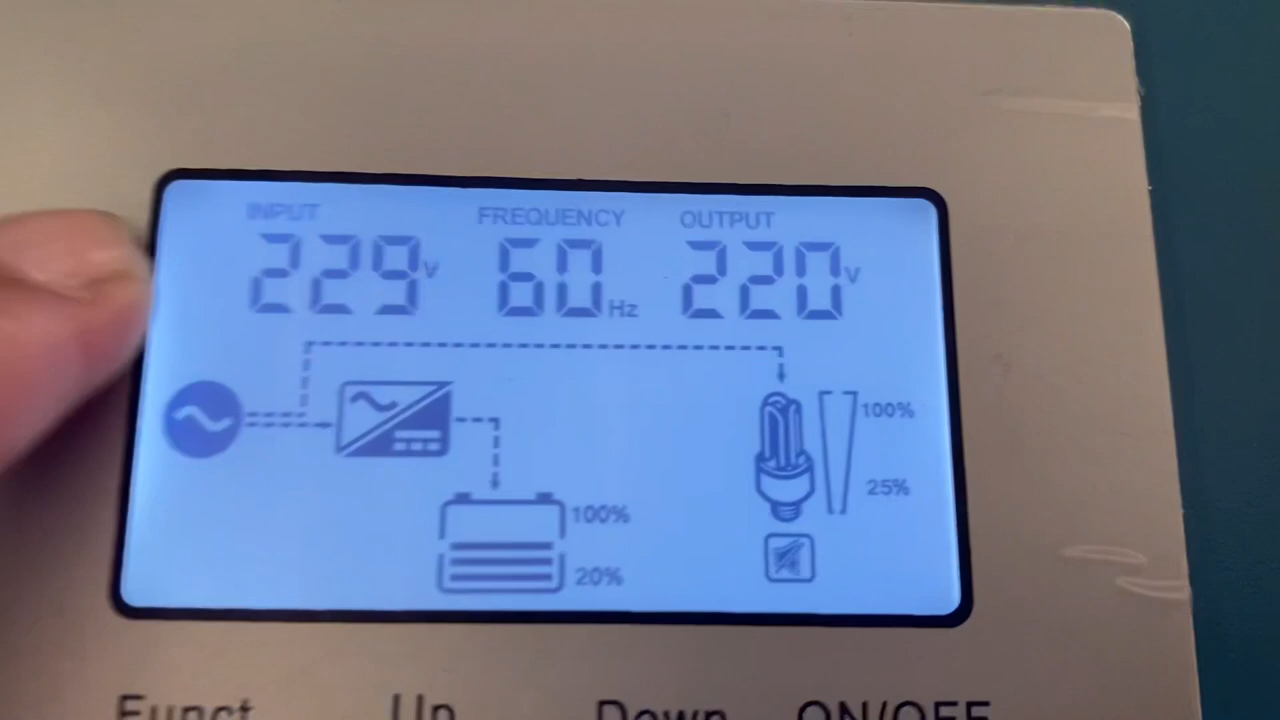 INPUT FREQUENCY OUTPUT
229V 60Hz 220V
100%
25%
100%
20%
Funct Up Down ON/OFF